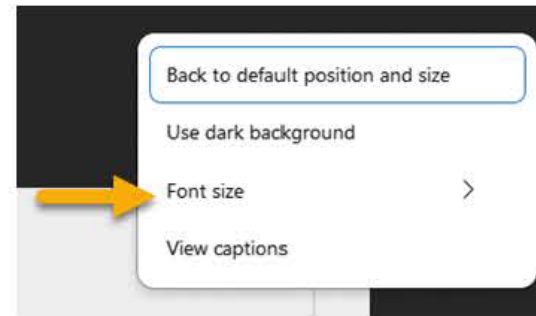 Back to default position and size
Use dark background
Font size
View captions